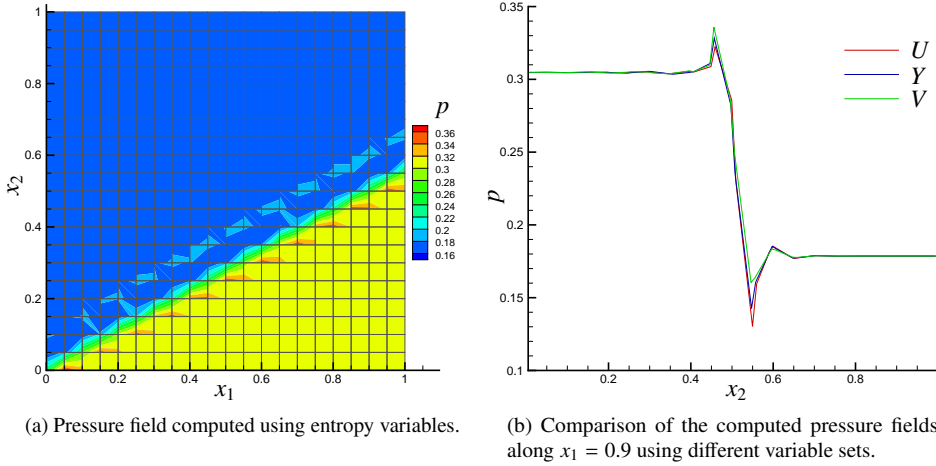 1
0.8
0.6
0.4
0.2
0
x2
0
0.2
0.4
0.6
0.8
1
x1
p
0.36
0.34
0.32
0.3
0.28
0.26
0.24
0.22
0.2
0.18
0.16
(a) Pressure field computed using entropy variables.
0.3
0.25
0.2
0.15
0.1
p
0.2
0.4
0.6
0.8
x2
U
Y
V
(b) Comparison of the computed pressure fields
along x1 = 0.9 using different variable sets.